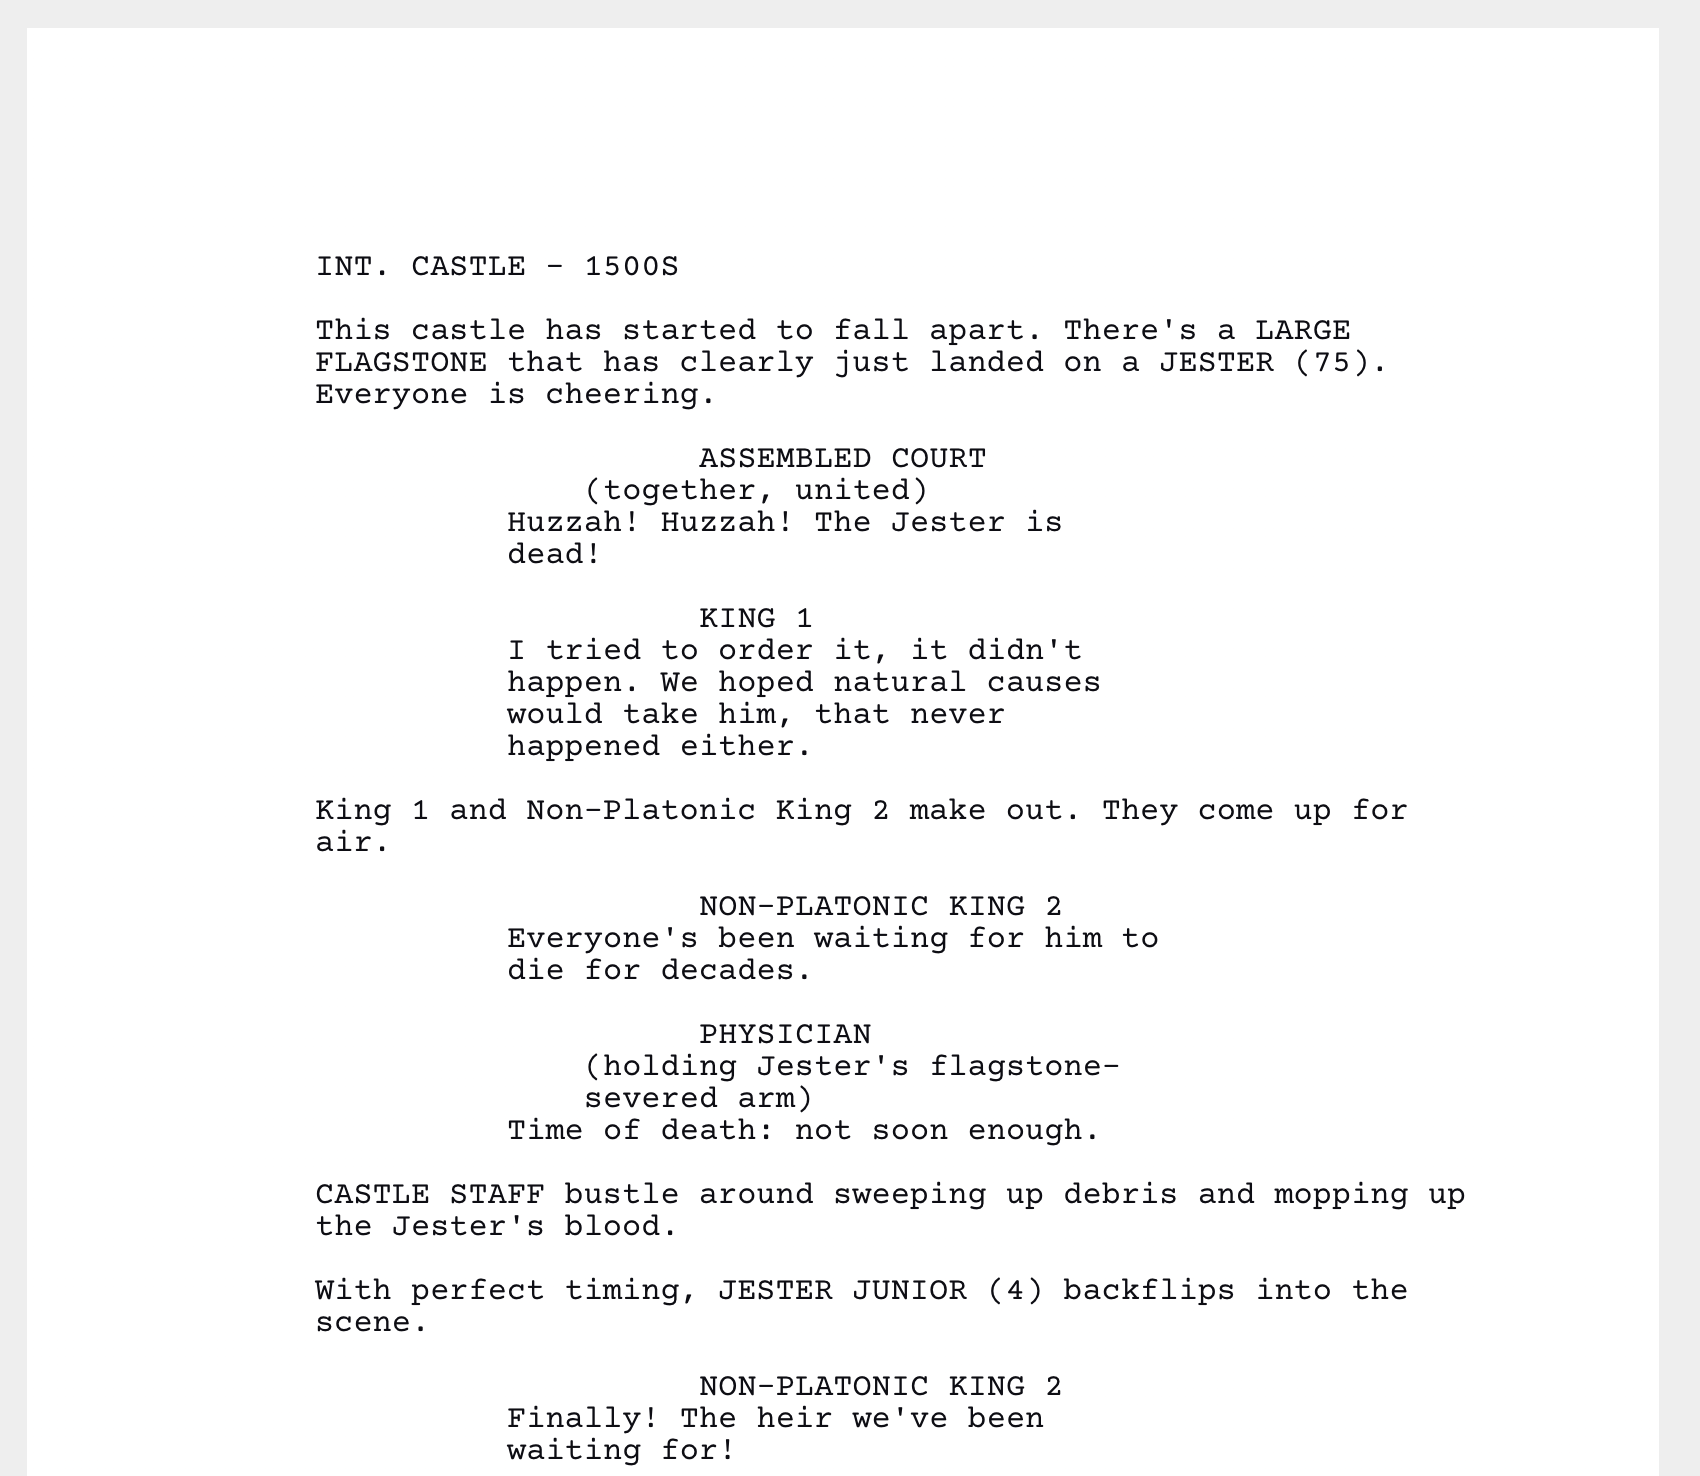 INT. CASTLE - 1500S
This castle has started to fall apart. There's a LARGE
FLAGSTONE that has clearly just landed on a JESTER (75).
Everyone is cheering.
ASSEMBLED COURT
(together, united)
Huzzah! Huzzah! The Jester is
dead!
KING 1
I tried to order it, it didn't
happen. We hoped natural causes
would take him, that never
happened either.
King 1 and Non-Platonic King 2 make out. They come up for
air.
NON-PLATONIC KING 2
Everyone's been waiting for him to
die for decades.
PHYSICIAN
(holding Jester's flagstone-
severed arm)
Time of death: not soon enough.
CASTLE STAFF bustle around sweeping up debris and mopping up
the Jester's blood.
With perfect timing, JESTER JUNIOR (4) backflips into the
scene.
NON-PLATONIC KING 2
Finally! The heir we've been
waiting for!